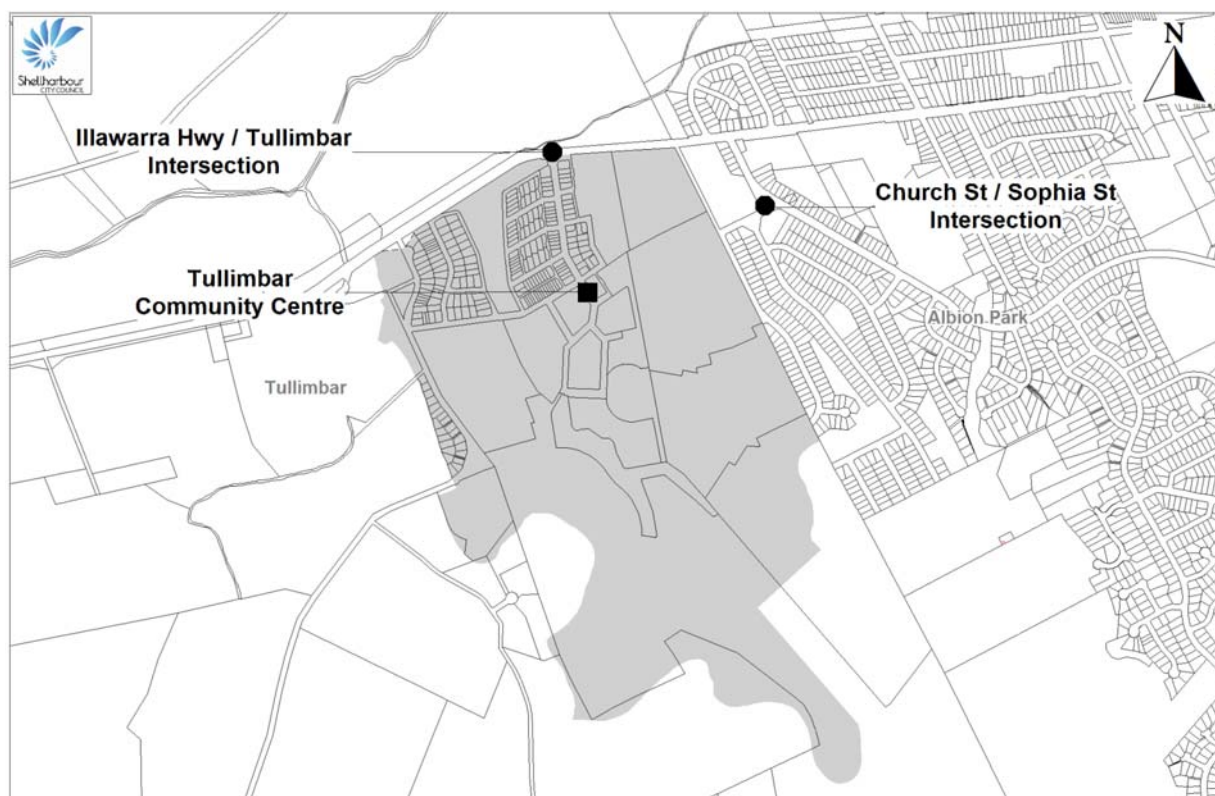 Shellharbour
CITY COUNCIL
N
Illawarra Hwy / Tullimbar
Intersection
Church St / Sophia St
Intersection
Tullimbar
Community Centre
Albion Park
Tullimbar